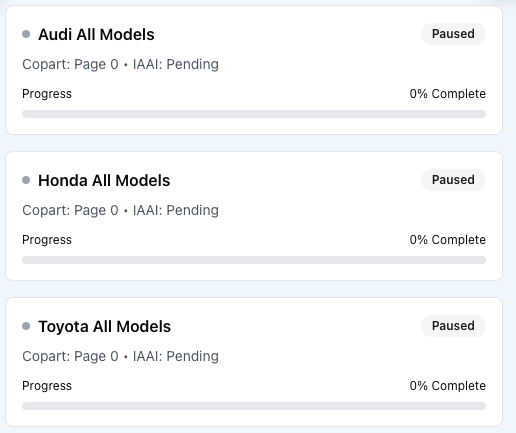 Audi All Models
Paused
Copart: Page 0 • IAAI: Pending
Progress
0% Complete
Honda All Models
Paused
Copart: Page 0 • IAAI: Pending
Progress
0% Complete
Toyota All Models
Paused
Copart: Page 0 • IAAI: Pending
Progress
0% Complete